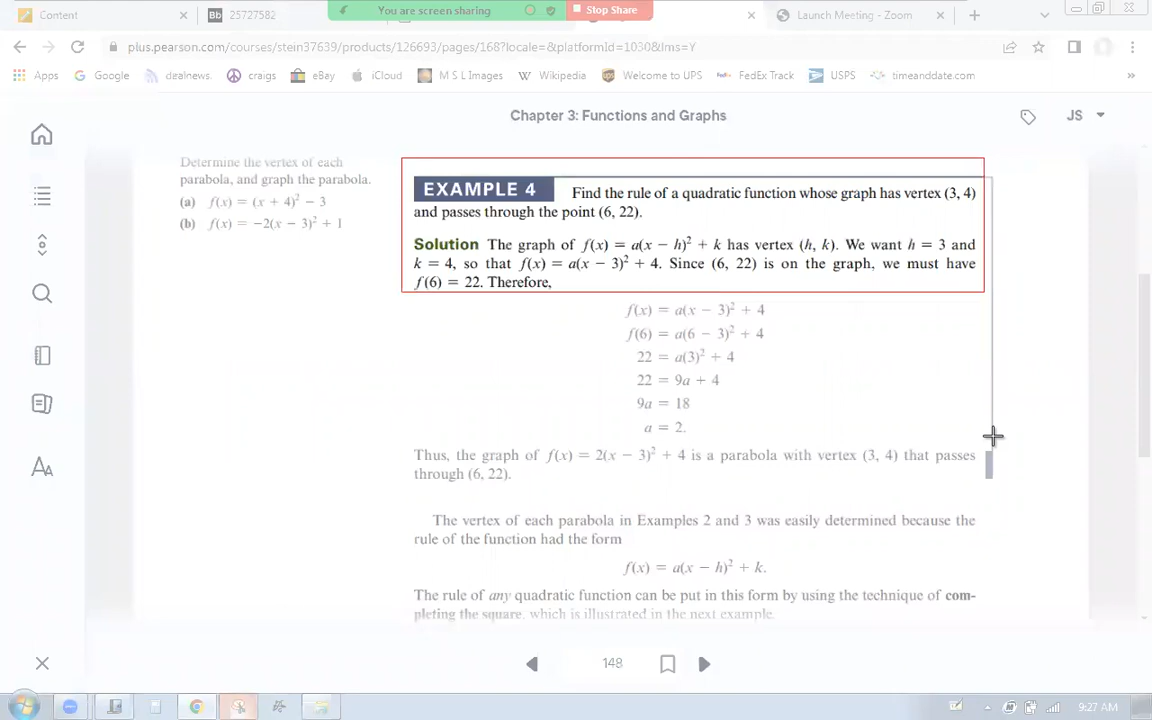 Content
Bb 25727582
You are screen sharing
Stop Share
Launch Meeting - Zoom
plus.pearson.com/courses/stein37639/products/126693/pages/168?locale=&platformId=1030&lms=Y
Apps Google dealnews. craigs eBay iCloud M S L Images Wikipedia Welcome to UPS FedEx Track USPS timeanddate.com »
Chapter 3: Functions and Graphs
JS
Determine the vertex of each
parabola, and graph the parabola.
(a) f(x) = (x + 4)² − 3
(b) f(x) = −2(x − 3)² + 1
EXAMPLE 4 Find the rule of a quadratic function whose graph has vertex (3, 4)
and passes through the point (6, 22).
Solution The graph of f(x) = a(x − h)² + k has vertex (h, k). We want h = 3 and
k = 4, so that f(x) = a(x − 3)² + 4. Since (6, 22) is on the graph, we must have
f(6) = 22. Therefore,
f(x) = a(x − 3)² + 4
f(6) = a(6 − 3)² + 4
22 = a(3)² + 4
22 = 9a + 4
9a = 18
a = 2.
Thus, the graph of f(x) = 2(x − 3)² + 4 is a parabola with vertex (3, 4) that passes
through (6, 22).
The vertex of each parabola in Examples 2 and 3 was easily determined because the
rule of the function had the form
f(x) = a(x − h)² + k.
The rule of any quadratic function can be put in this form by using the technique of com-
pleting the square, which is illustrated in the next example.
148
9:27 AM